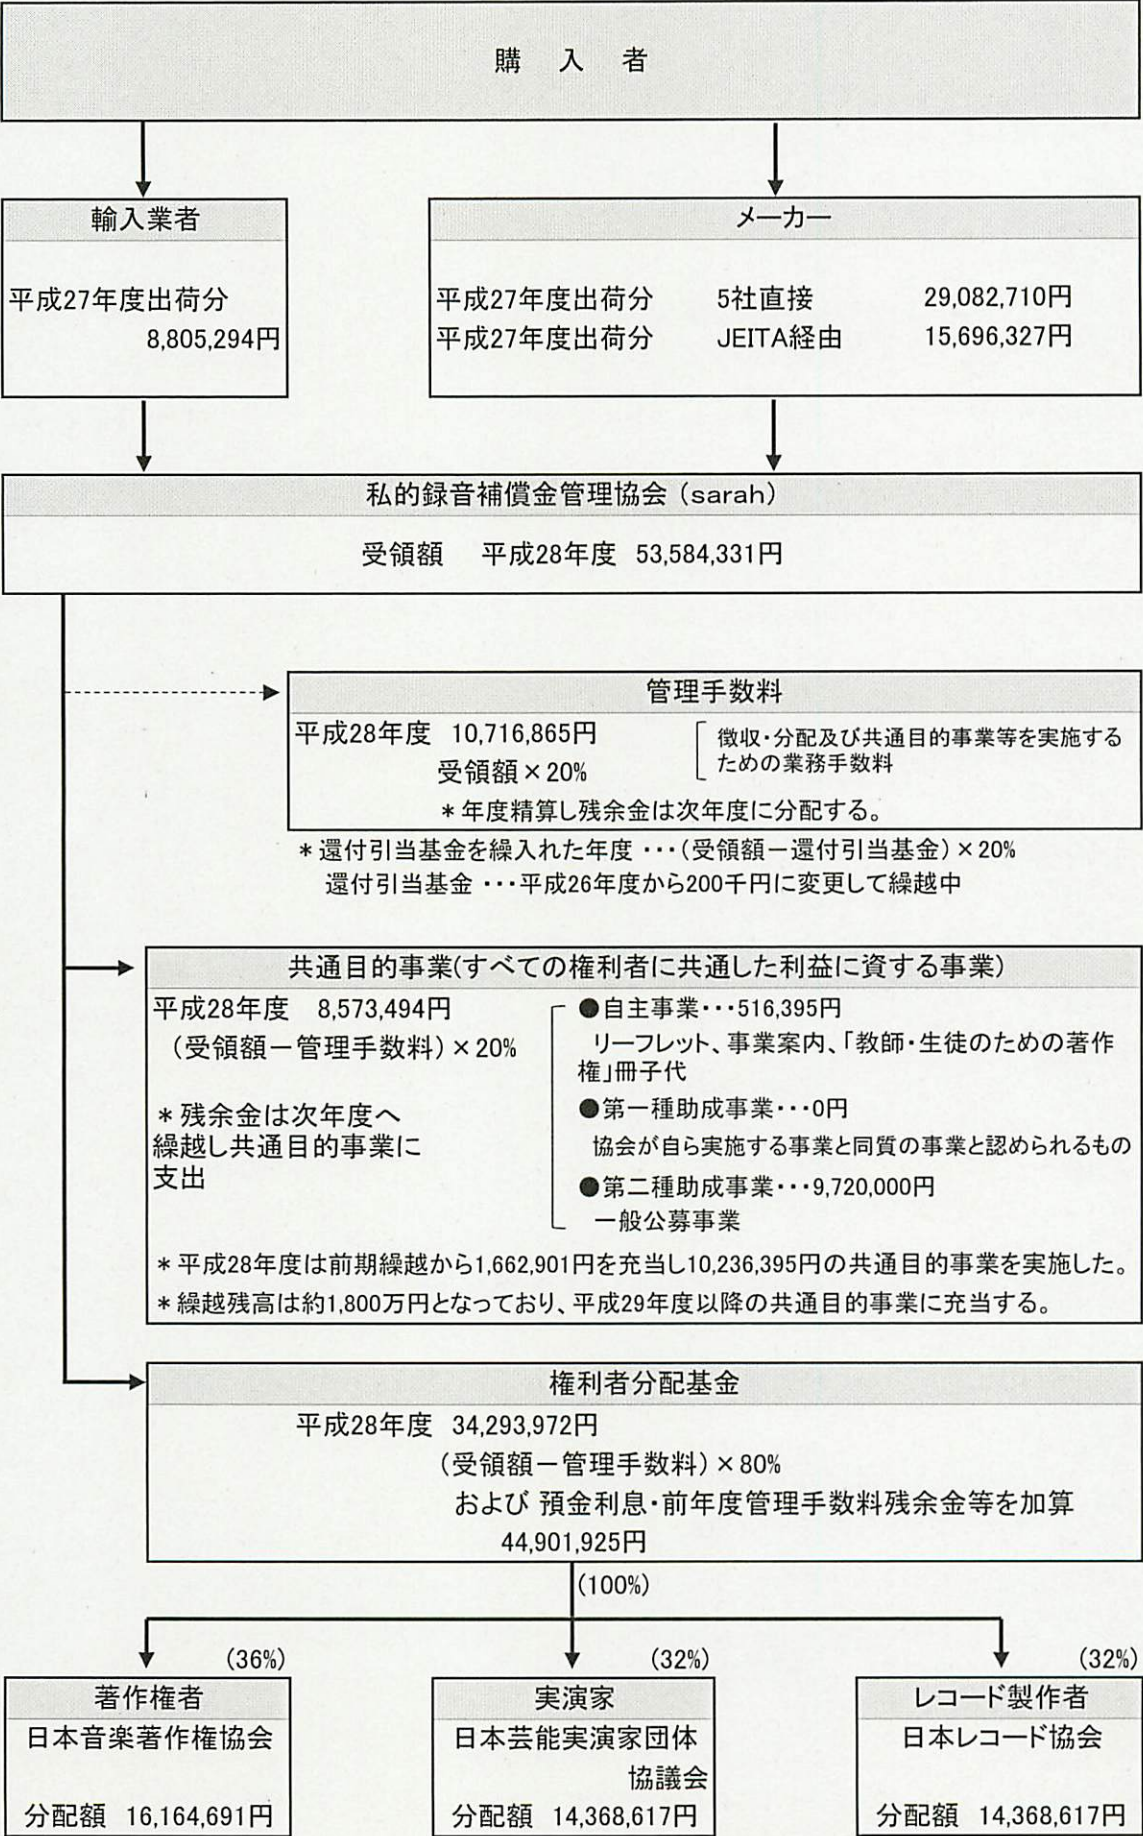 購入者
輸入業者
平成27年度出荷分
8,805,294円
メーカー
平成27年度出荷分 5社直接 29,082,710円
平成27年度出荷分 JEITA経由 15,696,327円
私的録音補償金管理協会（sarah）
受領額 平成28年度 53,584,331円
管理手数料
平成28年度 10,716,865円
受領額×20%
徴収・分配及び共通目的事業等を実施する
ための業務手数料
＊年度精算し残余金は次年度に分配する。
＊還付引当基金を繰入れた年度 ･･･（受領額－還付引当基金）×20%
還付引当基金 ･･･平成26年度から200千円に変更して繰越中
共通目的事業(すべての権利者に共通した利益に資する事業)
平成28年度 8,573,494円
（受領額－管理手数料）×20%
＊残余金は次年度へ
繰越し共通目的事業に
支出
●自主事業･･･516,395円
リーフレット、事業案内、「教師・生徒のための著作
権」冊子代
●第一種助成事業･･･0円
協会が自ら実施する事業と同質の事業と認められるもの
●第二種助成事業･･･9,720,000円
一般公募事業
＊平成28年度は前期繰越から1,662,901円を充当し10,236,395円の共通目的事業を実施した。
＊繰越残高は約1,800万円となっており、平成29年度以降の共通目的事業に充当する。
権利者分配基金
平成28年度 34,293,972円
（受領額－管理手数料）×80%
および 預金利息・前年度管理手数料残余金等を加算
44,901,925円
(100%)
(36%)
著作権者
日本音楽著作権協会
分配額 16,164,691円
(32%)
実演家
日本芸能実演家団体
協議会
分配額 14,368,617円
(32%)
レコード製作者
日本レコード協会
分配額 14,368,617円